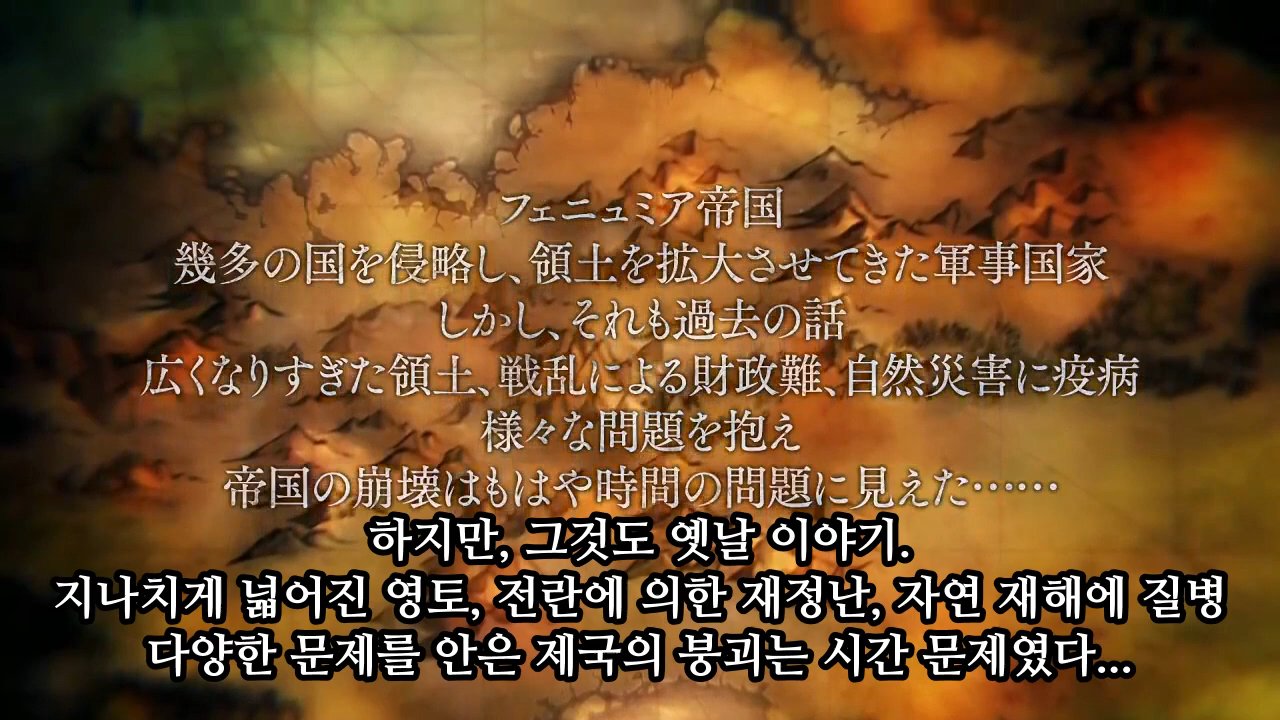 フェニュミア帝国
幾多の国を侵略し、領土を拡大させてきた軍事国家
しかし、それも過去の話
広くなりすぎた領土、戦乱による財政難、自然災害に疫病
様々な問題を抱え
帝国の崩壊はもはや時間の問題に見えた……
하지만, 그것도 옛날 이야기.
지나치게 넓어진 영토, 전란에 의한 재정난, 자연 재해에 질병
다양한 문제를 안은 제국의 붕괴는 시간 문제였다...